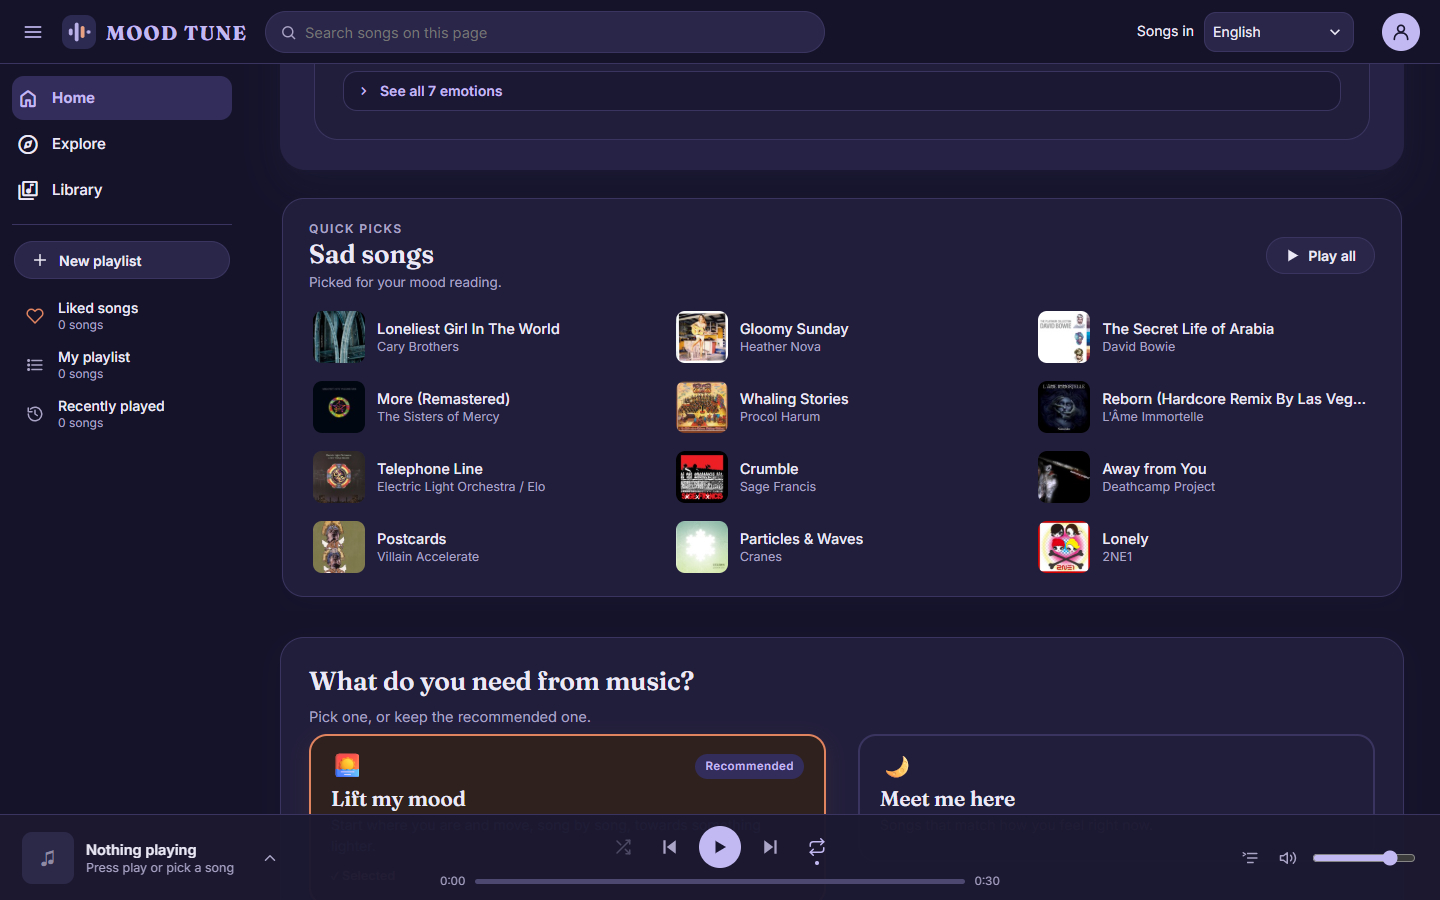 MOOD TUNE
Search songs on this page
Songs in
English
Home
Explore
Library
New playlist
Liked songs
0 songs
My playlist
0 songs
Recently played
0 songs
See all 7 emotions
QUICK PICKS
Sad songs
Picked for your mood reading.
Play all
Loneliest Girl In The World
Cary Brothers
Gloomy Sunday
Heather Nova
The Secret Life of Arabia
David Bowie
More (Remastered)
The Sisters of Mercy
Whaling Stories
Procol Harum
Reborn (Hardcore Remix By Las Veg...
L'Âme Immortelle
Telephone Line
Electric Light Orchestra / Elo
Crumble
Sage Francis
Away from You
Deathcamp Project
Postcards
Villain Accelerate
Particles & Waves
Cranes
Lonely
2NE1
What do you need from music?
Pick one, or keep the recommended one.
Recommended
Lift my mood
Meet me here
Nothing playing
Press play or pick a song
0:00
0:30